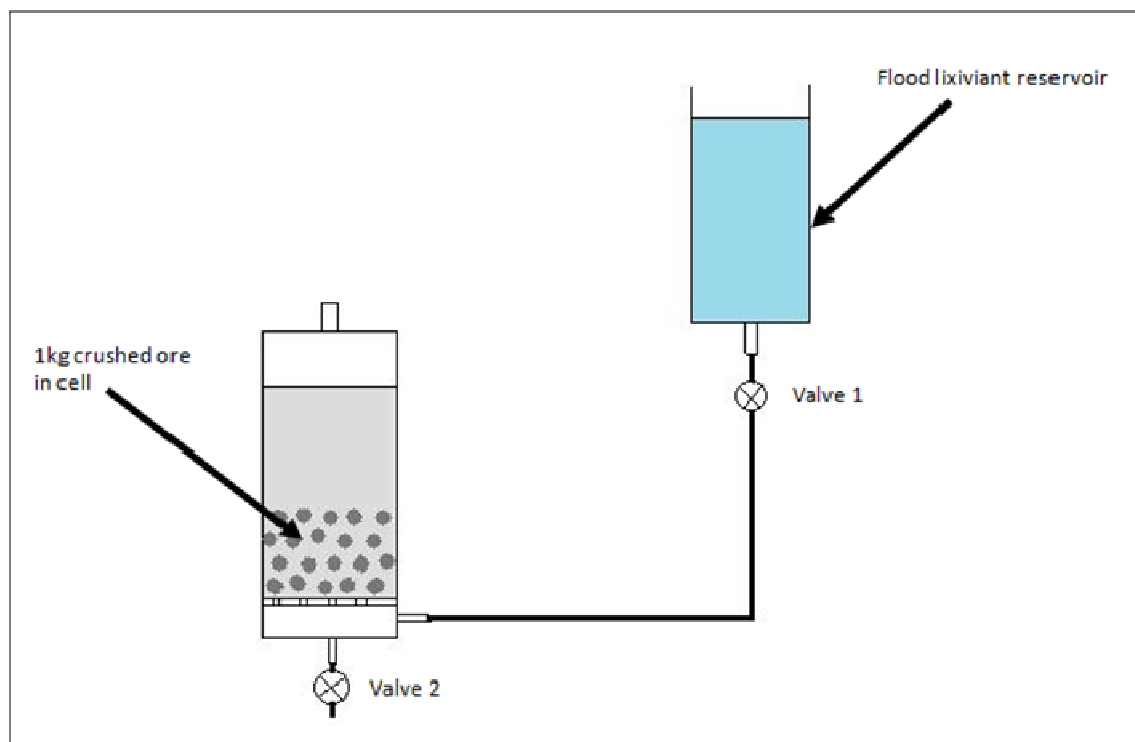 Flood lixiviant reservoir
1kg crushed ore
in cell
Valve 1
Valve 2